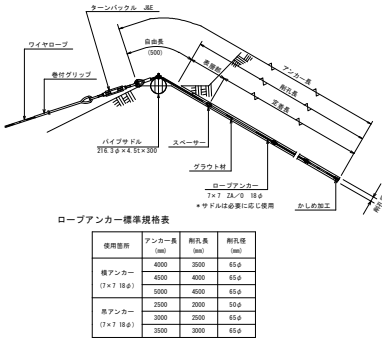 ターンバックル J&E
ワイヤロープ
巻付グリップ
自由長
(500)
表層部
アンカー長
削孔長
定着長
パイプサドル
216.3φ×4.5t×300
スペーサー
グラウト材
ロープアンカー
7×7 ZA/O 18φ
＊サドルは必要に応じ使用
かしめ加工
ロープアンカー標準規格表
使用箇所 アンカー長(mm) 削孔長(mm) 削孔径
横アンカー(7×7 18φ) 4000 3500 65φ
4500 4000 65φ
5000 4500 65φ
吊アンカー(7×7 18φ) 2500 2000 50φ
3000 2500 65φ
3500 3000 65φ